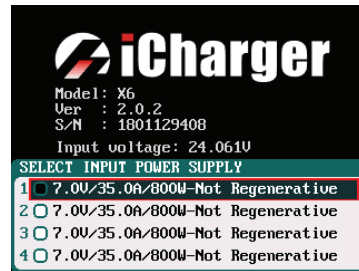 iCharger
Model: X6
Ver : 2.0.2
S/N : 1801129408
Input voltage: 24.061V
SELECT INPUT POWER SUPPLY
1 7.0V/35.0A/800W-Not Regenerative
2 7.0V/35.0A/800W-Not Regenerative
3 7.0V/35.0A/800W-Not Regenerative
4 7.0V/35.0A/800W-Not Regenerative